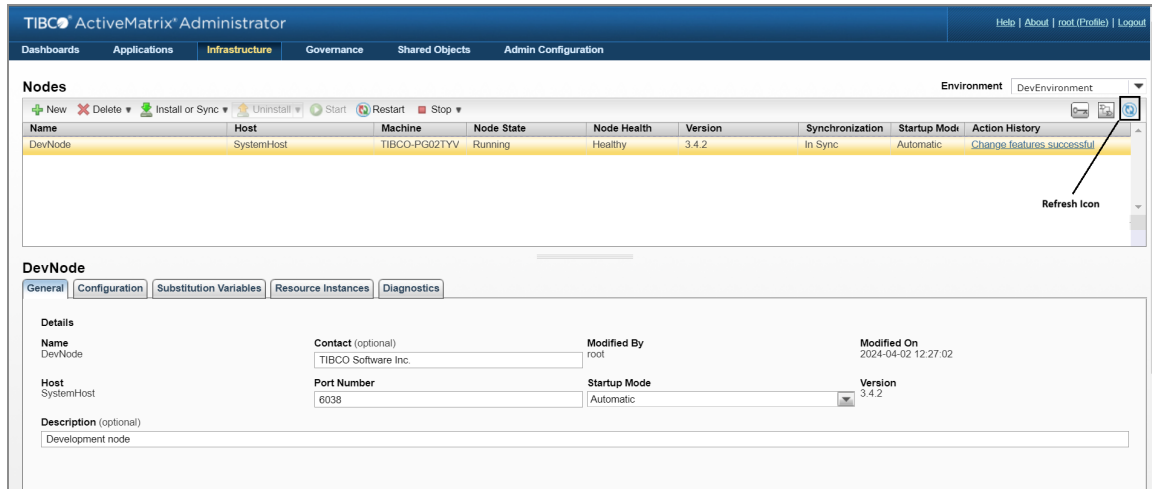 TIBCO® ActiveMatrix® Administrator
Help | About | root (Profile) | Logout
Dashboards Applications Infrastructure Governance Shared Objects Admin Configuration
Nodes
Environment DevEnvironment
New Delete Install or Sync Uninstall Start Restart Stop
Name Host Machine Node State Node Health Version Synchronization Startup Mode Action History
DevNode SystemHost TIBCO-PG02TYV Running Healthy 3.4.2 In Sync Automatic Change features successful
Refresh Icon
DevNode
General Configuration Substitution Variables Resource Instances Diagnostics
Details
Name Contact (optional) Modified By Modified On
DevNode TIBCO Software Inc. root 2024-04-02 12:27:02
Host Port Number Startup Mode Version
SystemHost 6038 Automatic 3.4.2
Description (optional)
Development node